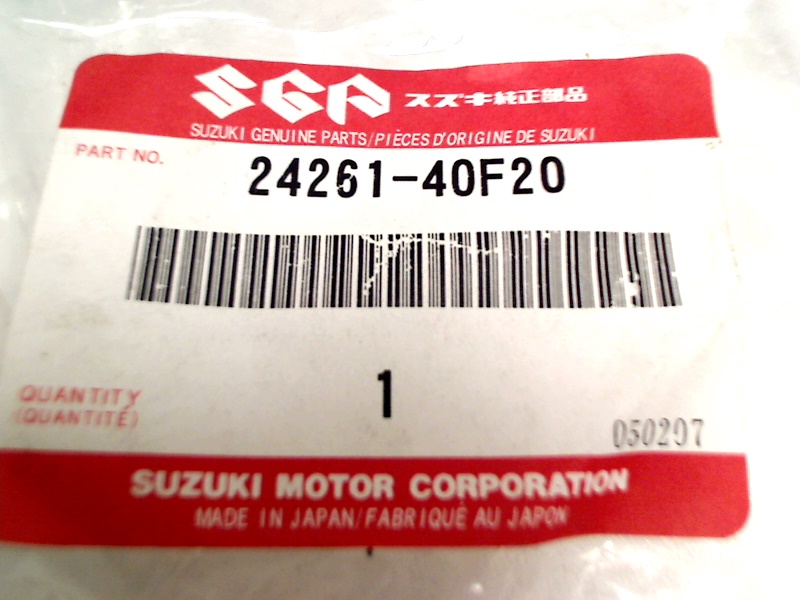 SGP スズキ純正部品
SUZUKI GENUINE PARTS/PIÈCES D'ORIGINE DE SUZUKI
PART NO.
24261-40F20
1
QUANTITY
(QUANTITÉ)
050297
SUZUKI MOTOR CORPORATION
MADE IN JAPAN/FABRIQUÉ AU JAPON